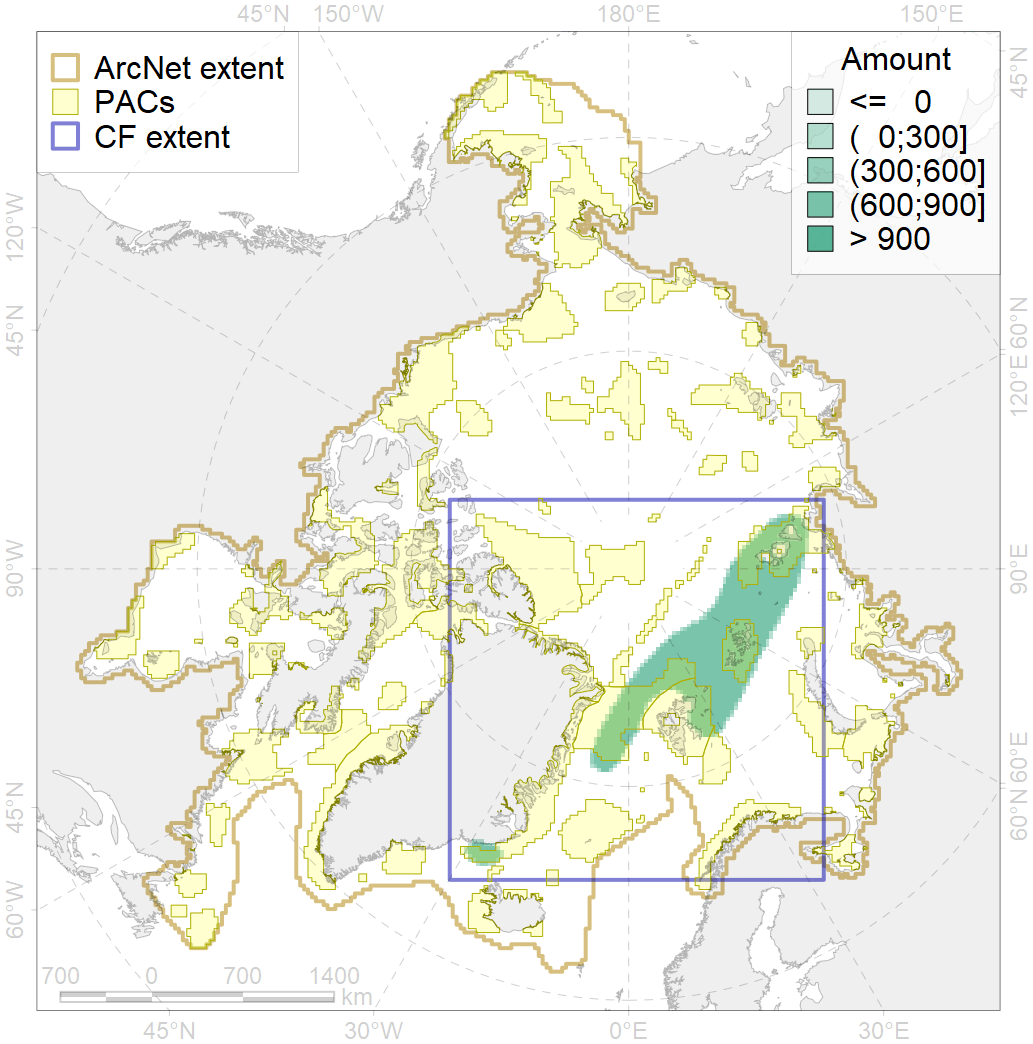 45°N 150°W 180°E 150°E
ArcNet extent
PACs
CF extent
Amount
<= 0
( 0;300]
(300;600]
(600;900]
> 900
45°N
120°W
60°N
45°N
120°E
90°W
90°E
60°E
45°N
60°N
60°W
700 0 700 1400
km
45°N 30°W 0°E 30°E